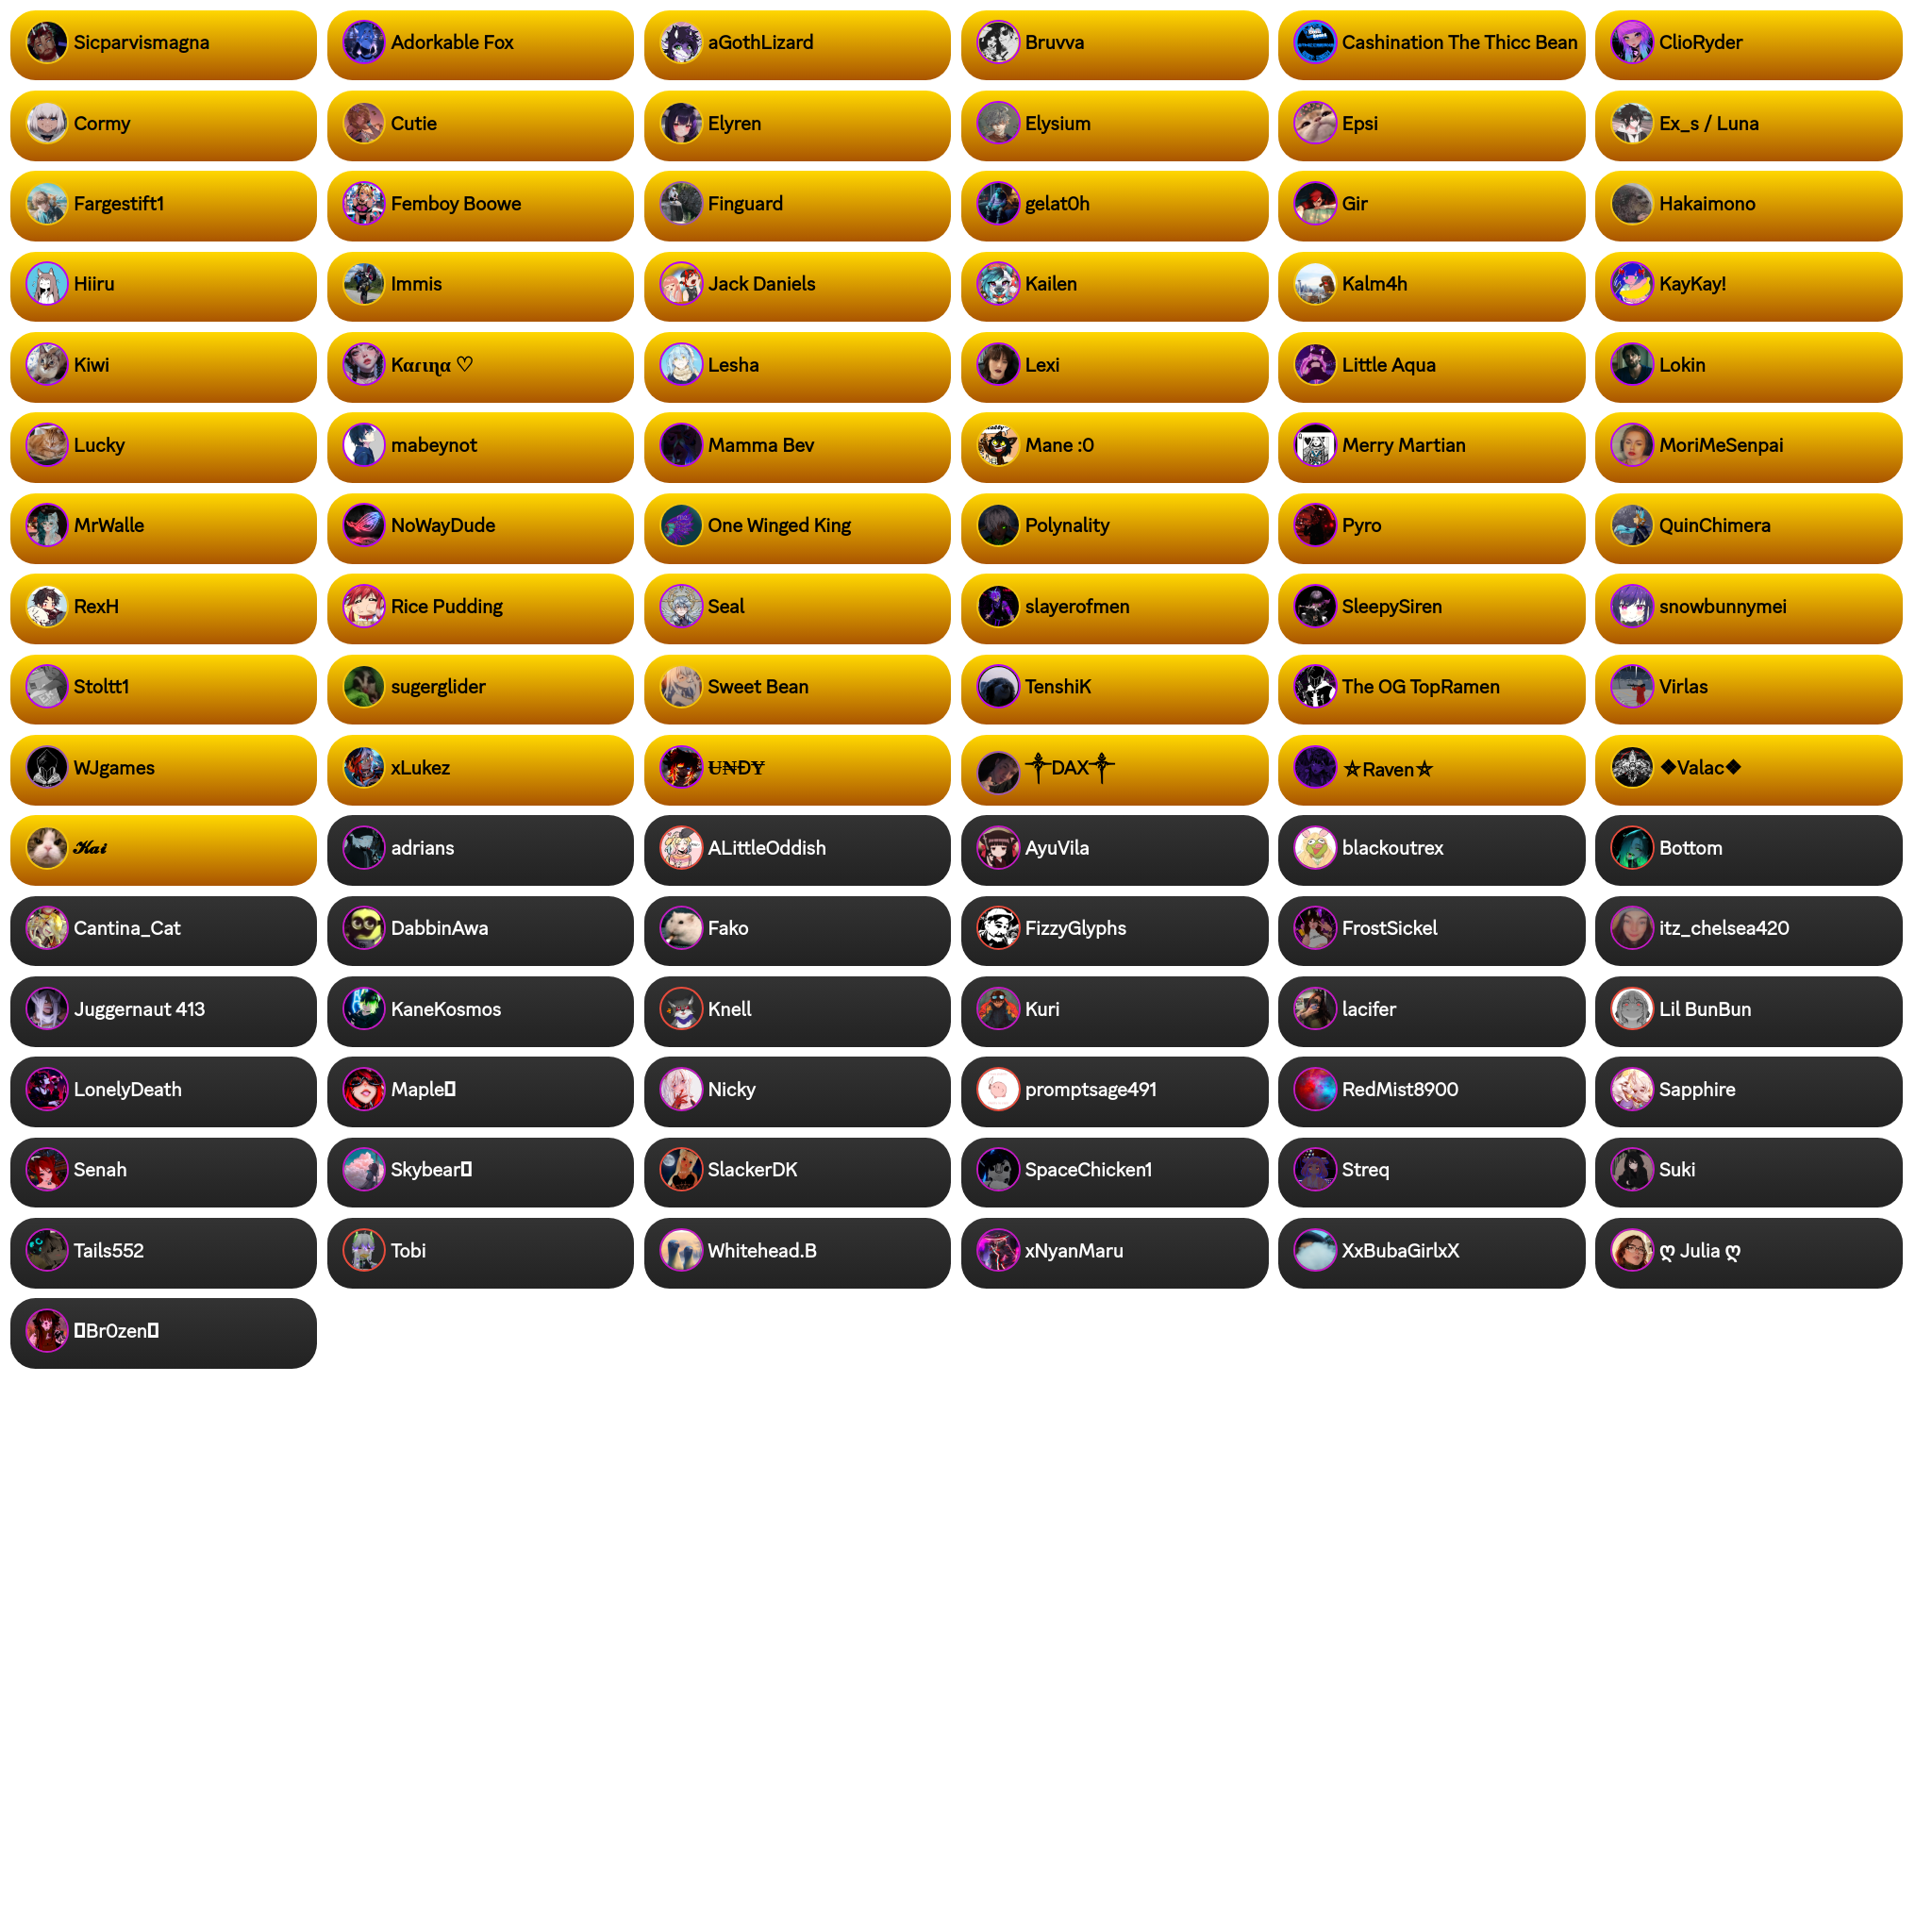 Sicparvismagna Adorkable Fox aGothLizard Bruvva Cashination The Thicc Bean ClioRyder
Cormy Cutie Elyren Elysium Epsi Ex_s / Luna
Fargestift1 Femboy Boowe Finguard gelat0h Gir Hakaimono
Hiiru Immis Jack Daniels Kailen Kalm4h KayKay!
Kiwi Kαɾιɳα ♡ Lesha Lexi Little Aqua Lokin
Lucky mabeynot Mamma Bev Mane :0 Merry Martian MoriMeSenpai
MrWalle NoWayDude One Winged King Polynality Pyro QuinChimera
RexH Rice Pudding Seal slayerofmen SleepySiren snowbunnymei
Stoltt1 sugerglider Sweet Bean TenshiK The OG TopRamen Virlas
WJgames xLukez U̶₦ĐɎ ༒DAX༒ ⛤Raven⛤ ❖Valac❖
𝓚𝓪𝓲 adrians ALittleOddish AyuVila blackoutrex Bottom
Cantina_Cat DabbinAwa Fako FizzyGlyphs FrostSickel itz_chelsea420
Juggernaut 413 KaneKosmos Knell Kuri lacifer Lil BunBun
LonelyDeath Maple Nicky promptsage491 RedMist8900 Sapphire
Senah Skybear SlackerDK SpaceChicken1 Streq Suki
Tails552 Tobi Whitehead.B xNyanMaru XxBubaGirlxX ღ Julia ღ
Br0zen